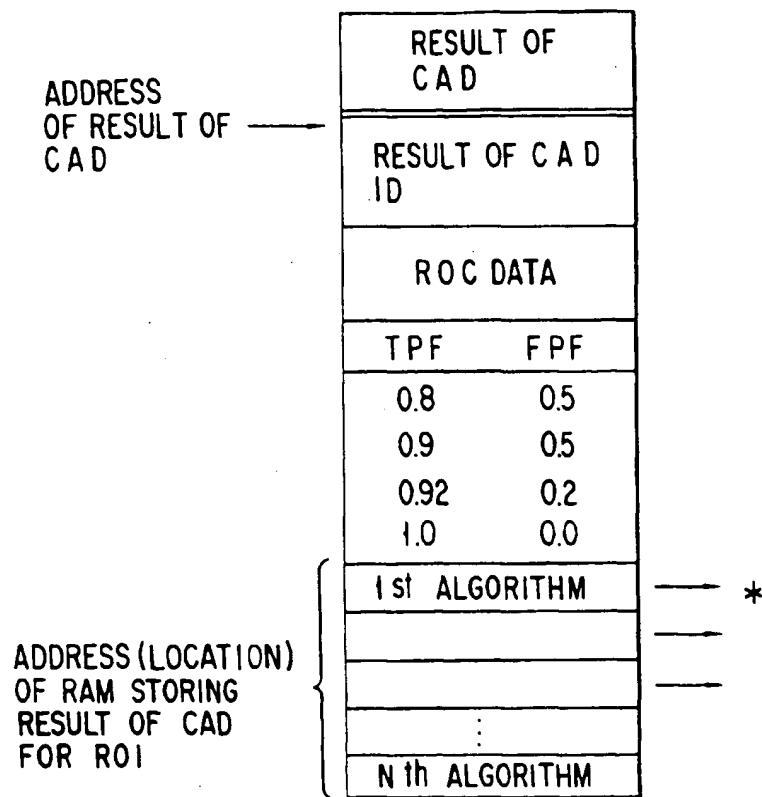 RESULT OF
CAD
ADDRESS
OF RESULT OF
CAD
RESULT OF CAD
ID
ROC DATA
TPF FPF
0.8 0.5
0.9 0.5
0.92 0.2
1.0 0.0
1st ALGORITHM *
ADDRESS (LOCATION)
OF RAM STORING
RESULT OF CAD
FOR ROI
Nth ALGORITHM